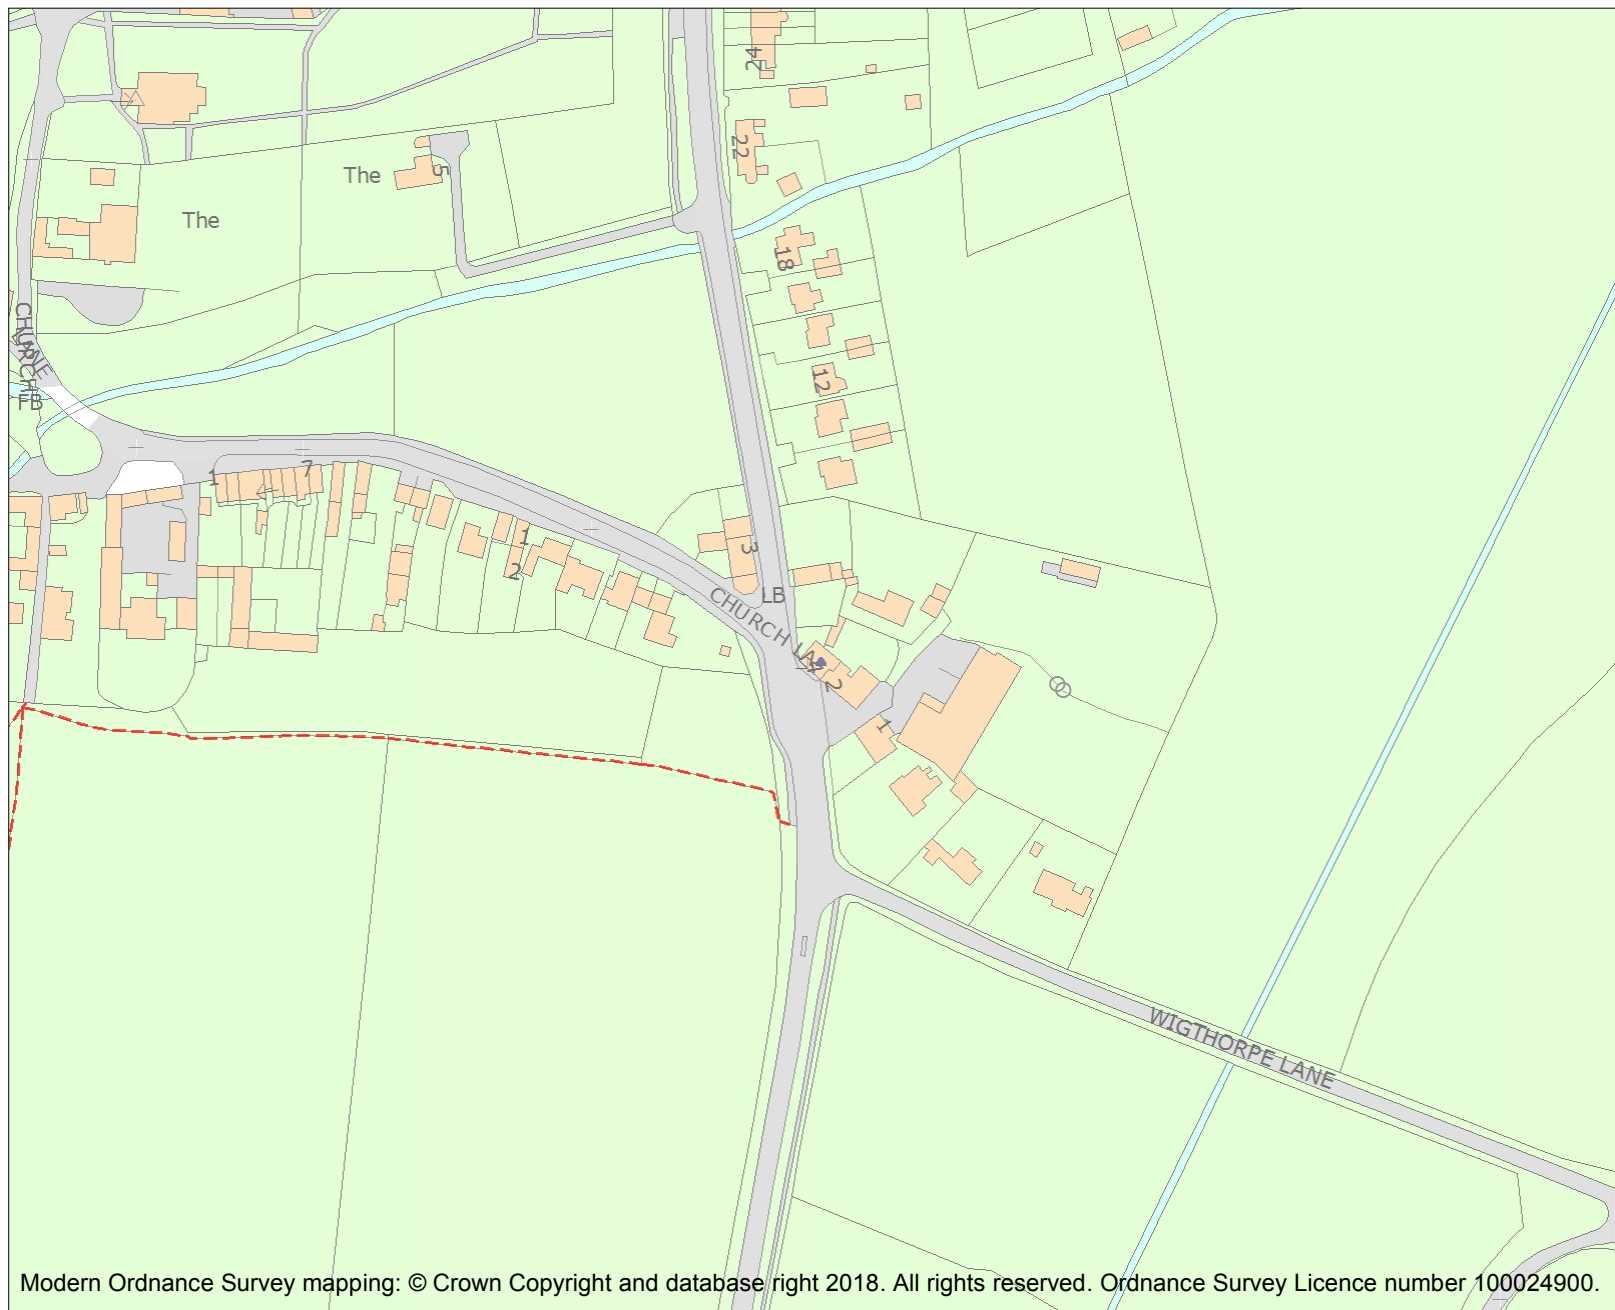 24
22
The
5
The
18
CHURCH
LANE
12
FB
1
7
3
1
2
LB
CHURCH LA
2
1
WIGTHORPE LANE
Modern Ordnance Survey mapping: © Crown Copyright and database right 2018. All rights reserved. Ordnance Survey Licence number 100024900.